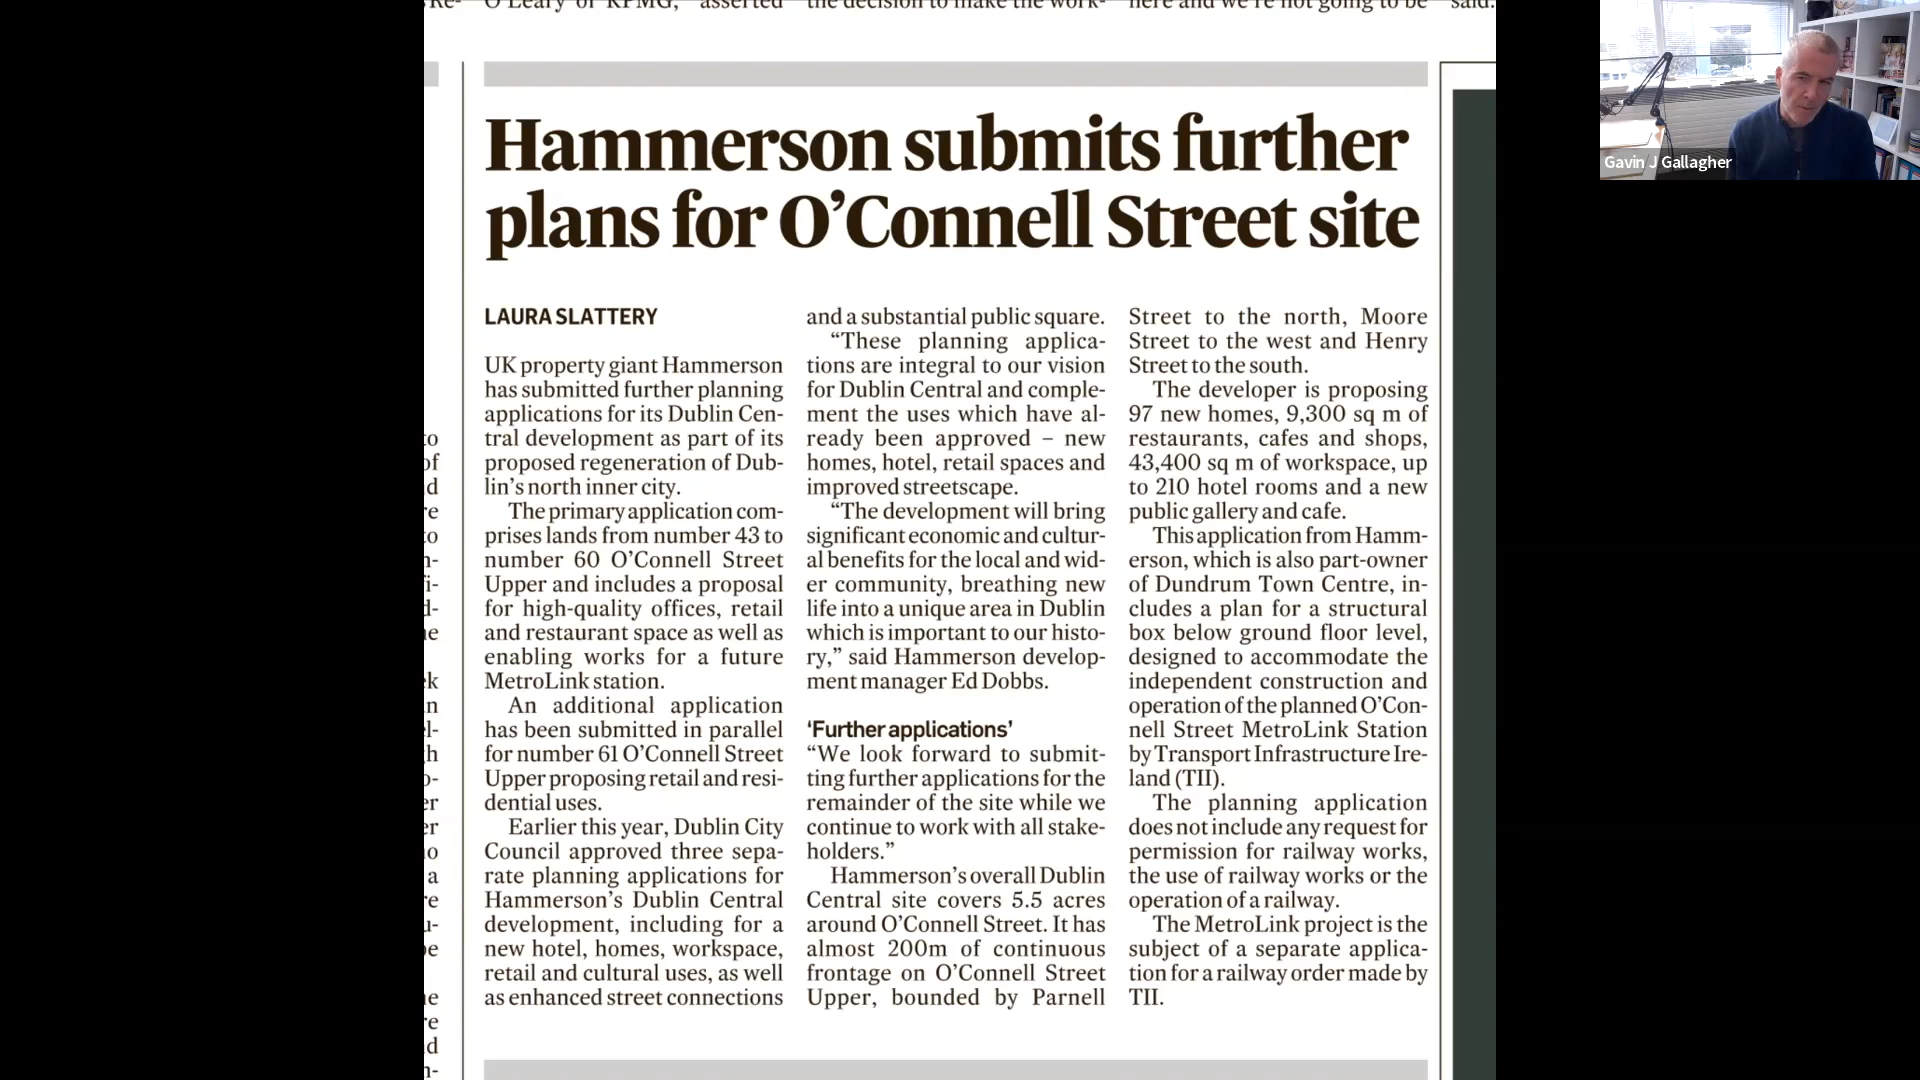 O'Leary of KPMG, asserted
the decision to make the work-
here and we're not going to be
said.
Hammerson submits further
plans for O’Connell Street site
LAURA SLATTERY
UK property giant Hammerson
has submitted further planning
applications for its Dublin Cen-
tral development as part of its
proposed regeneration of Dub-
lin’s north inner city.
The primary application com-
prises lands from number 43 to
number 60 O’Connell Street
Upper and includes a proposal
for high-quality offices, retail
and restaurant space as well as
enabling works for a future
MetroLink station.
An additional application
has been submitted in parallel
for number 61 O’Connell Street
Upper proposing retail and resi-
dential uses.
Earlier this year, Dublin City
Council approved three sepa-
rate planning applications for
Hammerson’s Dublin Central
development, including for a
new hotel, homes, workspace,
retail and cultural uses, as well
as enhanced street connections
and a substantial public square.
“These planning applica-
tions are integral to our vision
for Dublin Central and comple-
ment the uses which have al-
ready been approved – new
homes, hotel, retail spaces and
improved streetscape.
“The development will bring
significant economic and cultur-
al benefits for the local and wid-
er community, breathing new
life into a unique area in Dublin
which is important to our histo-
ry,” said Hammerson develop-
ment manager Ed Dobbs.
‘Further applications’
“We look forward to submit-
ting further applications for the
remainder of the site while we
continue to work with all stake-
holders.”
Hammerson’s overall Dublin
Central site covers 5.5 acres
around O’Connell Street. It has
almost 200m of continuous
frontage on O’Connell Street
Upper, bounded by Parnell
Street to the north, Moore
Street to the west and Henry
Street to the south.
The developer is proposing
97 new homes, 9,300 sq m of
restaurants, cafes and shops,
43,400 sq m of workspace, up
to 210 hotel rooms and a new
public gallery and cafe.
This application from Hamm-
erson, which is also part-owner
of Dundrum Town Centre, in-
cludes a plan for a structural
box below ground floor level,
designed to accommodate the
independent construction and
operation of the planned O’Con-
nell Street MetroLink Station
by Transport Infrastructure Ire-
land (TII).
The planning application
does not include any request for
permission for railway works,
the use of railway works or the
operation of a railway.
The MetroLink project is the
subject of a separate applica-
tion for a railway order made by
TII.
Gavin J Gallagher